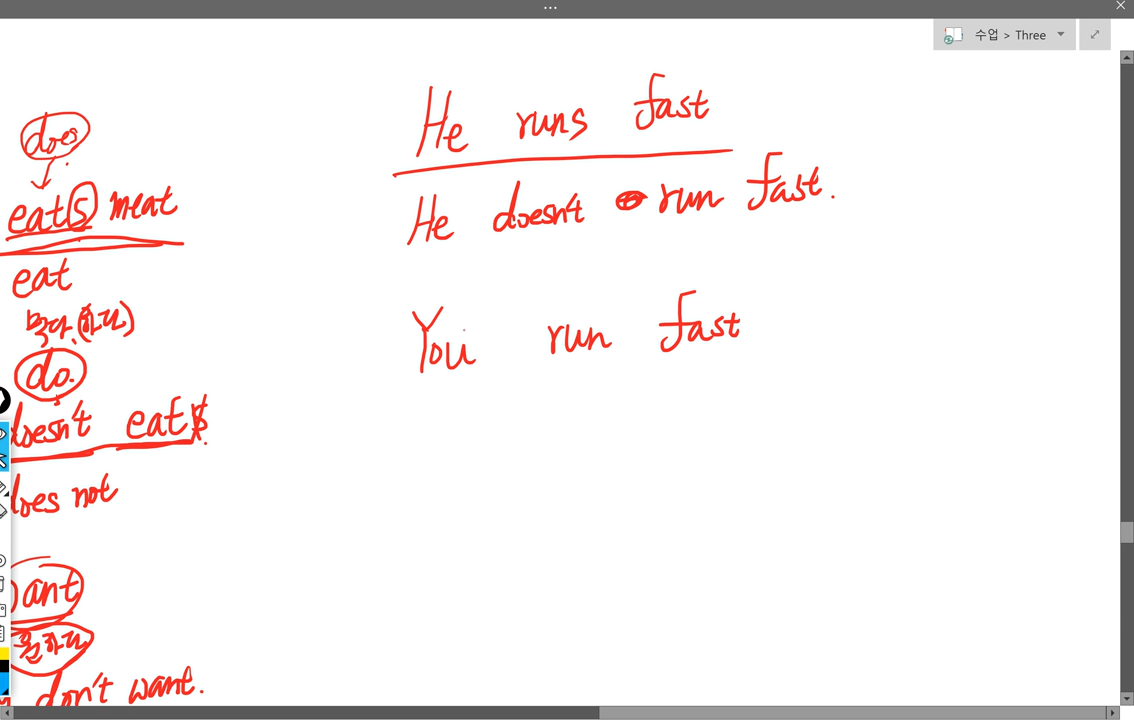 수업 > Three
does
eat(s) meat
eat
먹다.(하다)
do.
doesn't eats.
does not
want
원하다
don't want.
He runs fast
He doesn't run fast.
You run fast